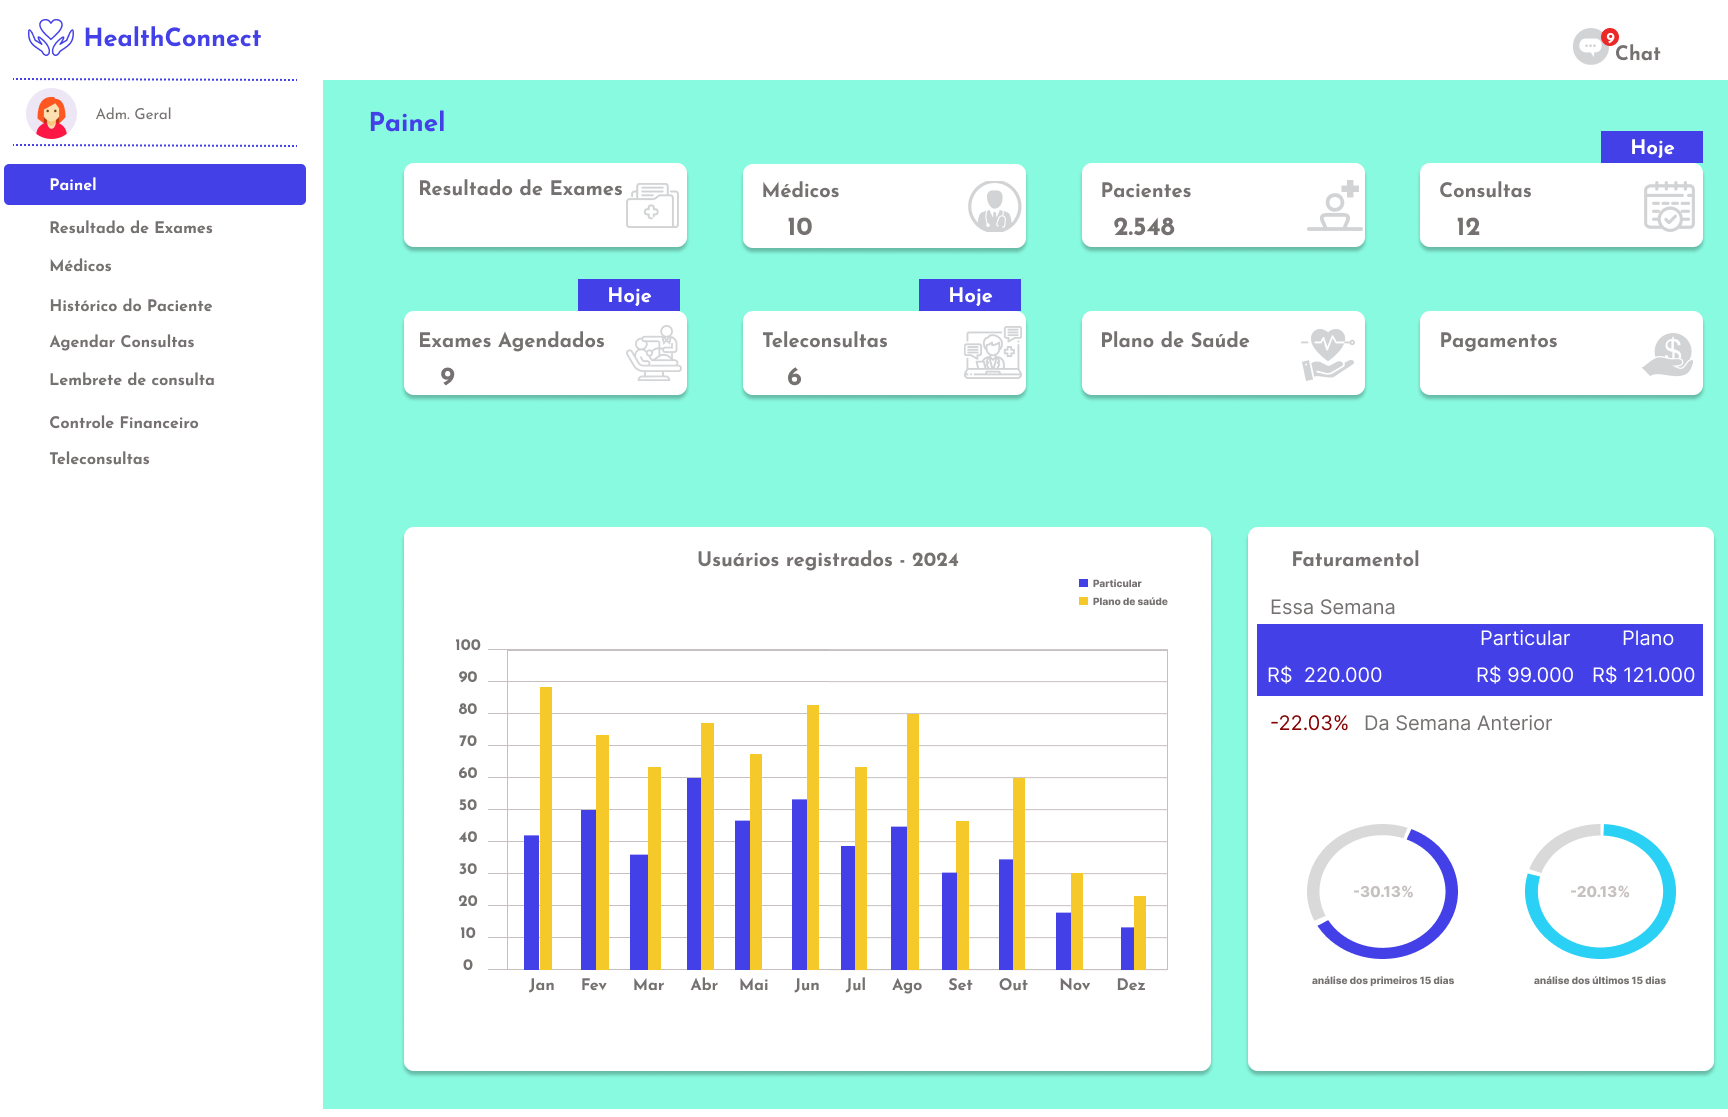 HealthConnect
9
Chat
Adm. Geral
Painel
Resultado de Exames
Médicos
Histórico do Paciente
Agendar Consultas
Lembrete de consulta
Controle Financeiro
Teleconsultas
Painel
Hoje
Resultado de Exames
Médicos
10
Pacientes
2.548
Consultas
12
Hoje
Hoje
Exames Agendados
9
Teleconsultas
6
Plano de Saúde
Pagamentos
Usuários registrados - 2024
Particular
Plano de saúde
100
90
80
70
60
50
40
30
20
10
0
Jan Fev Mar Abr Mai Jun Jul Ago Set Out Nov Dez
Faturamentol
Essa Semana
Particular Plano
R$ 220.000 R$ 99.000 R$ 121.000
-22.03% Da Semana Anterior
-30.13%
análise dos primeiros 15 dias
-20.13%
análise dos últimos 15 dias